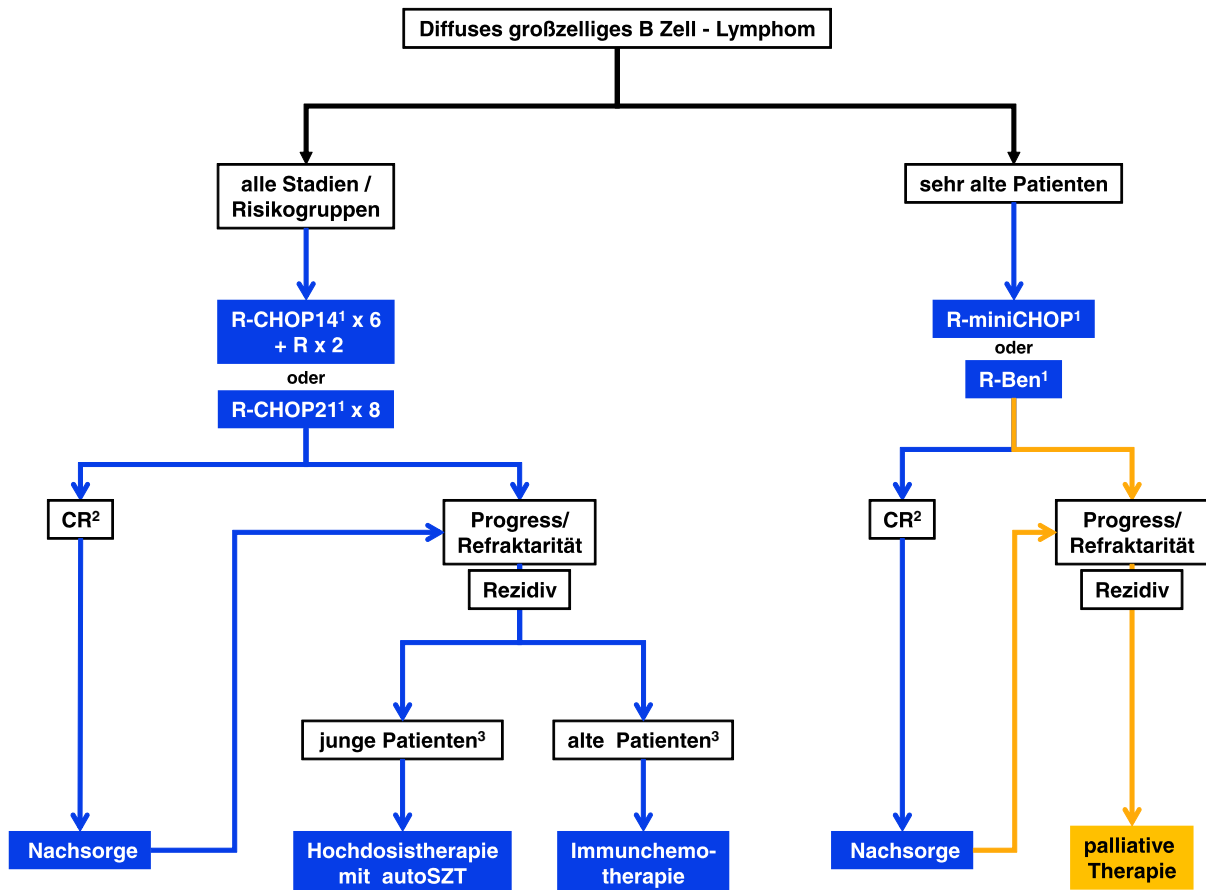 Diffuses großzelliges B Zell - Lymphom
alle Stadien /
Risikogruppen
sehr alte Patienten
R-CHOP14¹ x 6
+ R x 2
oder
R-CHOP21¹ x 8
R-miniCHOP¹
oder
R-Ben¹
CR²
Progress/
Refraktarität
Rezidiv
CR²
Progress/
Refraktarität
Rezidiv
junge Patienten³
alte  Patienten³
Nachsorge
Hochdosistherapie
mit  autoSZT
Immunchemo-
therapie
Nachsorge
palliative
Therapie